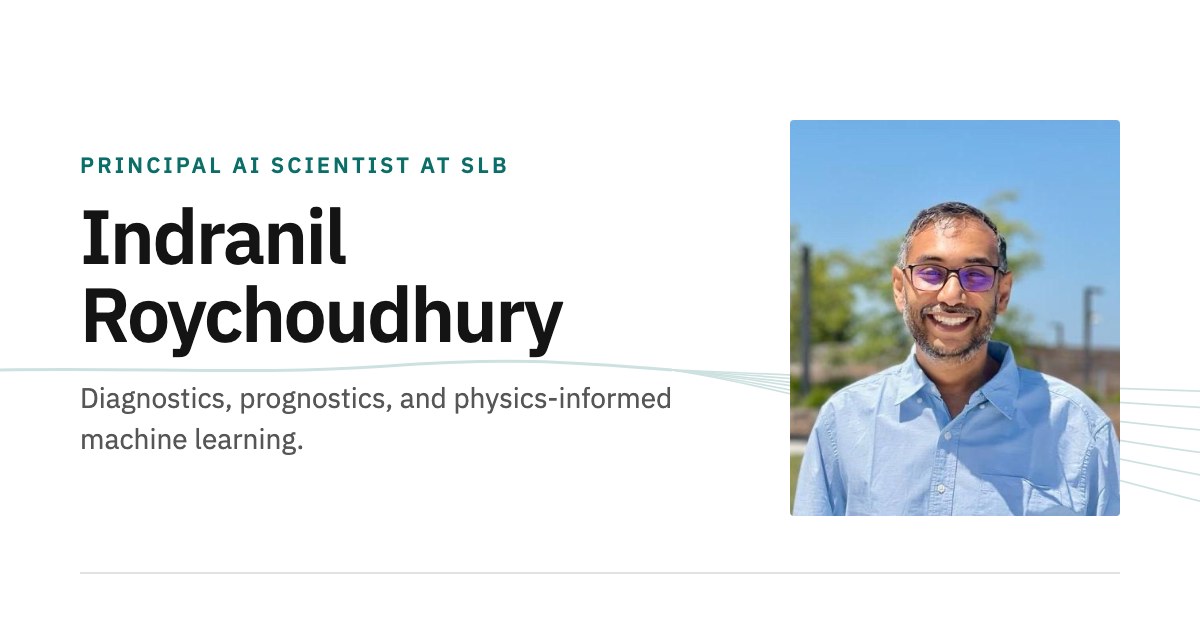 PRINCIPAL AI SCIENTIST AT SLB
Indranil
Roychoudhury
Diagnostics, prognostics, and physics-informed
machine learning.